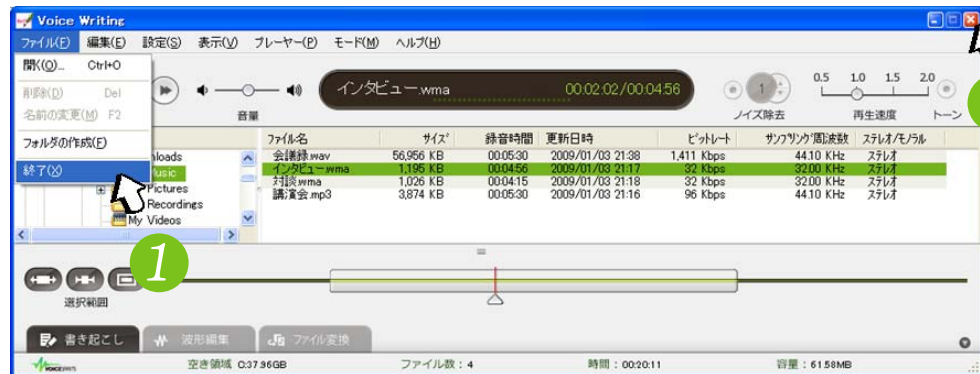 Voice Writing
ファイル(F) 編集(E) 設定(S) 表示(V) プレーヤー(P) モード(M) ヘルプ(H)
開く(O)... Ctrl+O
削除(D) Del
名前の変更(M) F2
フォルダの作成(F)
終了(X)
音量
インタビュー.wma 00:02:02/00:04:56
1
ノイズ除去
0.5 1.0 1.5 2.0
再生速度
トーン
ファイル名 サイズ 録音時間 更新日時 ビットレート サンプリング周波数 ステレオ/モノラル
会議録.wav 56,956 KB 00:05:30 2009/01/03 21:38 1,411 Kbps 44.10 KHz ステレオ
インタビュー.wma 1,195 KB 00:04:56 2009/01/03 21:17 32 Kbps 32.00 KHz ステレオ
対談.wma 1,026 KB 00:04:15 2009/01/03 21:18 32 Kbps 32.00 KHz ステレオ
講演会.mp3 3,874 KB 00:05:30 2009/01/03 21:16 96 Kbps 44.10 KHz ステレオ
Pictures
Recordings
My Videos
1
選択範囲
書き起こし 波形編集 ファイル変換
空き領域 C:37.96GB ファイル数 : 4 時間 : 00:20:11 容量 : 61.58MB